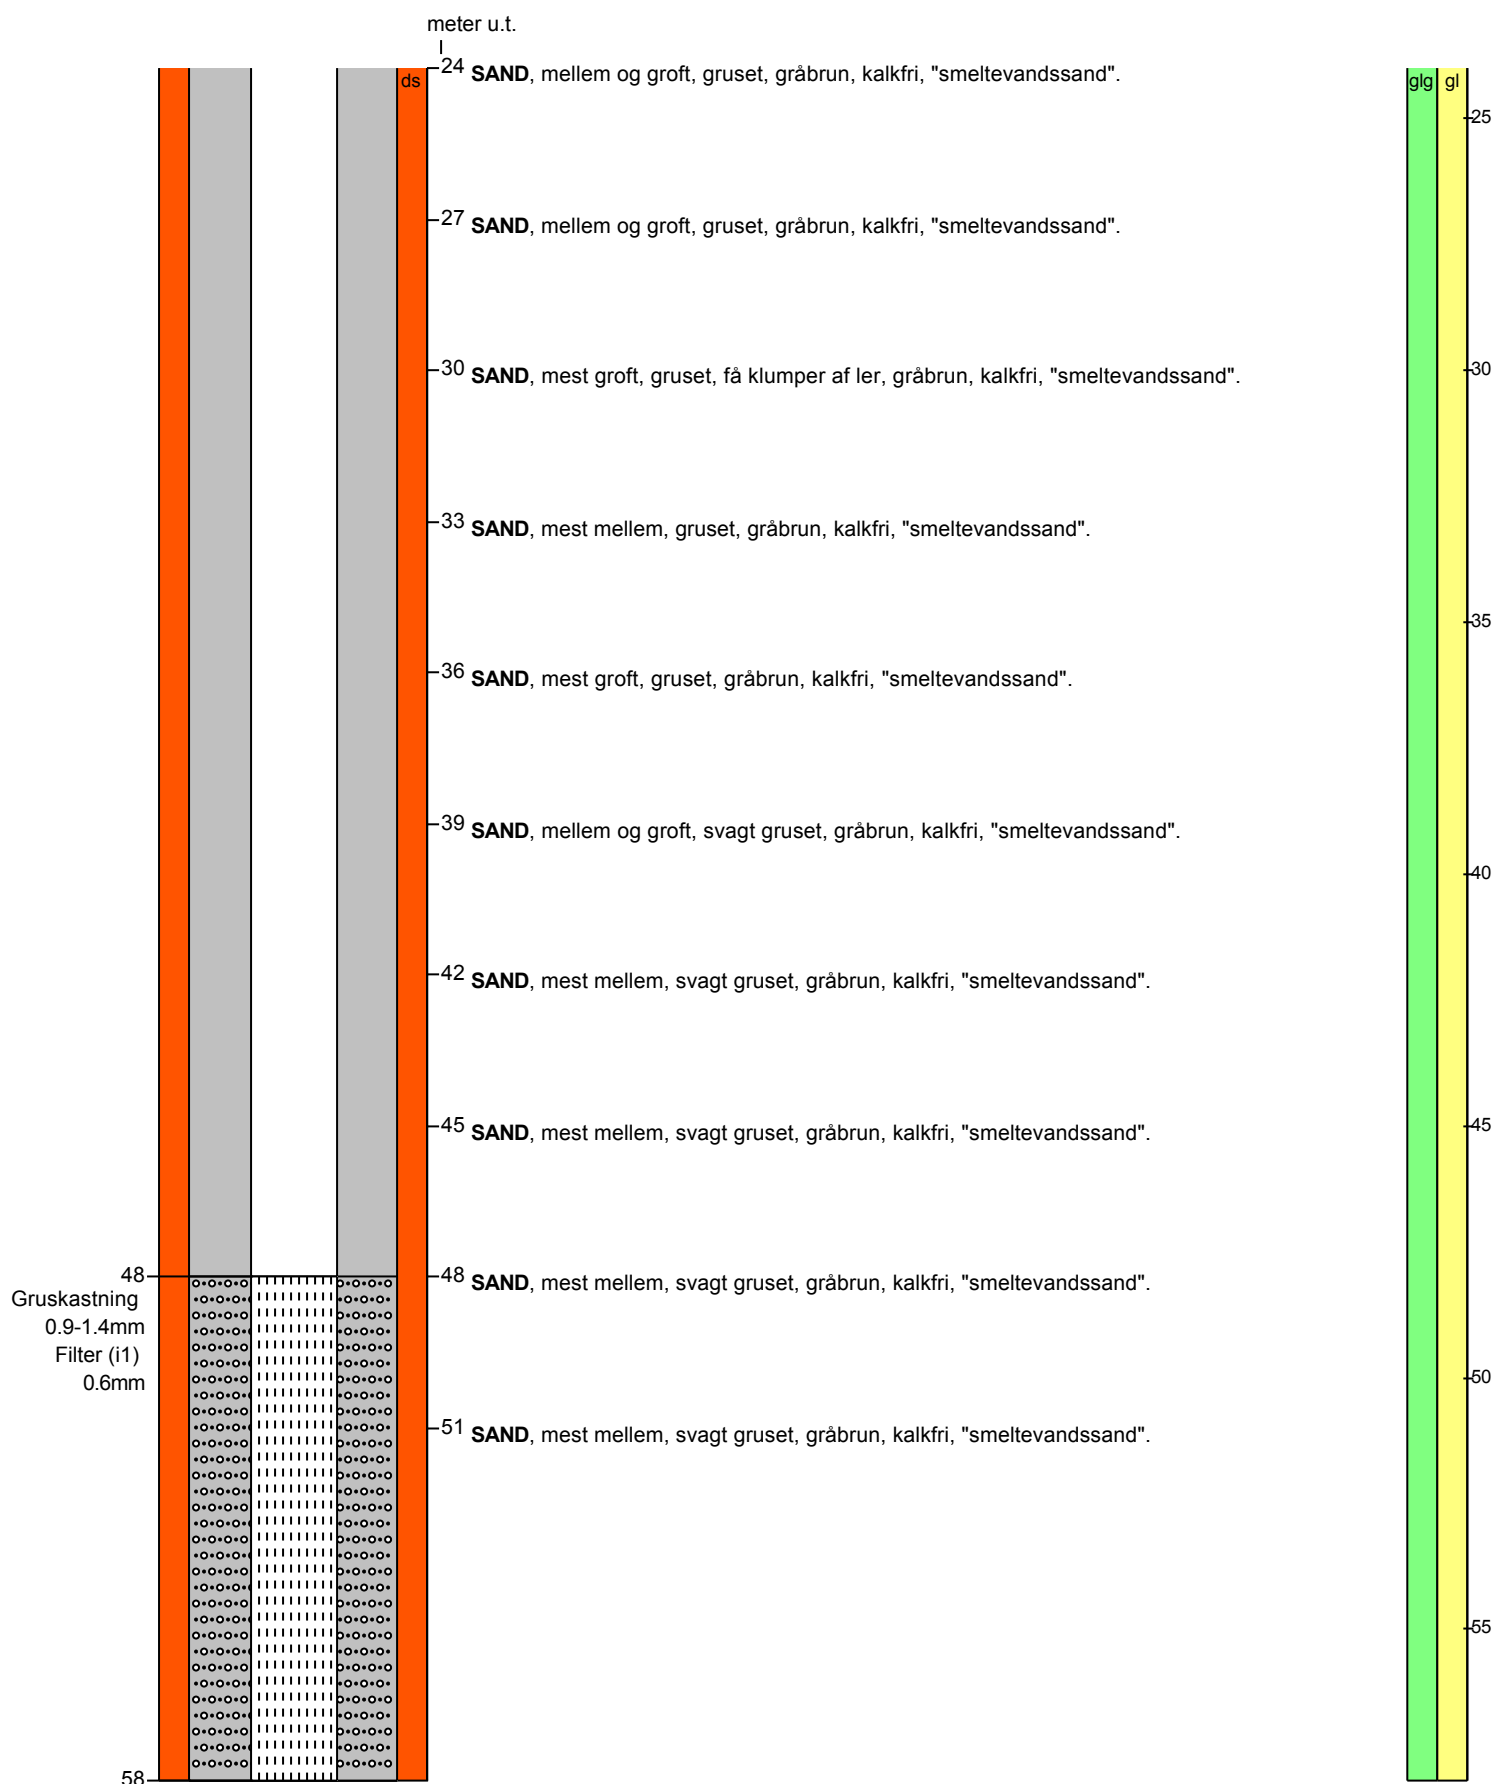 meter u.t.
ds
24 SAND, mellem og groft, gruset, gråbrun, kalkfri, "smeltevandssand".
glg gl
25
27 SAND, mellem og groft, gruset, gråbrun, kalkfri, "smeltevandssand".
30 SAND, mest groft, gruset, få klumper af ler, gråbrun, kalkfri, "smeltevandssand".
30
33 SAND, mest mellem, gruset, gråbrun, kalkfri, "smeltevandssand".
35
36 SAND, mest groft, gruset, gråbrun, kalkfri, "smeltevandssand".
39 SAND, mellem og groft, svagt gruset, gråbrun, kalkfri, "smeltevandssand".
40
42 SAND, mest mellem, svagt gruset, gråbrun, kalkfri, "smeltevandssand".
45 SAND, mest mellem, svagt gruset, gråbrun, kalkfri, "smeltevandssand".
45
48
48 SAND, mest mellem, svagt gruset, gråbrun, kalkfri, "smeltevandssand".
Gruskastning
0.9-1.4mm
Filter (i1)
0.6mm
50
51 SAND, mest mellem, svagt gruset, gråbrun, kalkfri, "smeltevandssand".
55
58